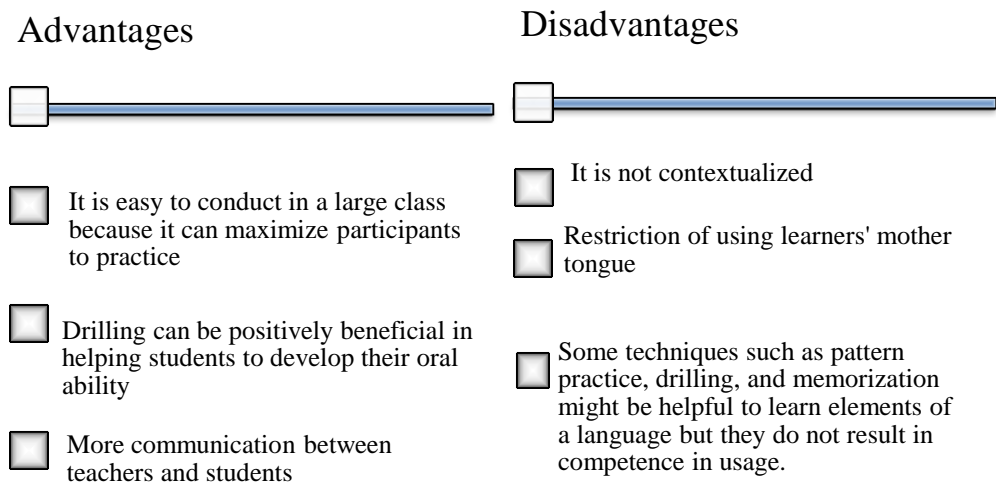 Advantages
It is easy to conduct in a large class
because it can maximize participants
to practice
Drilling can be positively beneficial in
helping students to develop their oral
ability
More communication between
teachers and students
Disadvantages
It is not contextualized
Restriction of using learners' mother
tongue
Some techniques such as pattern
practice, drilling, and memorization
might be helpful to learn elements of
a language but they do not result in
competence in usage.